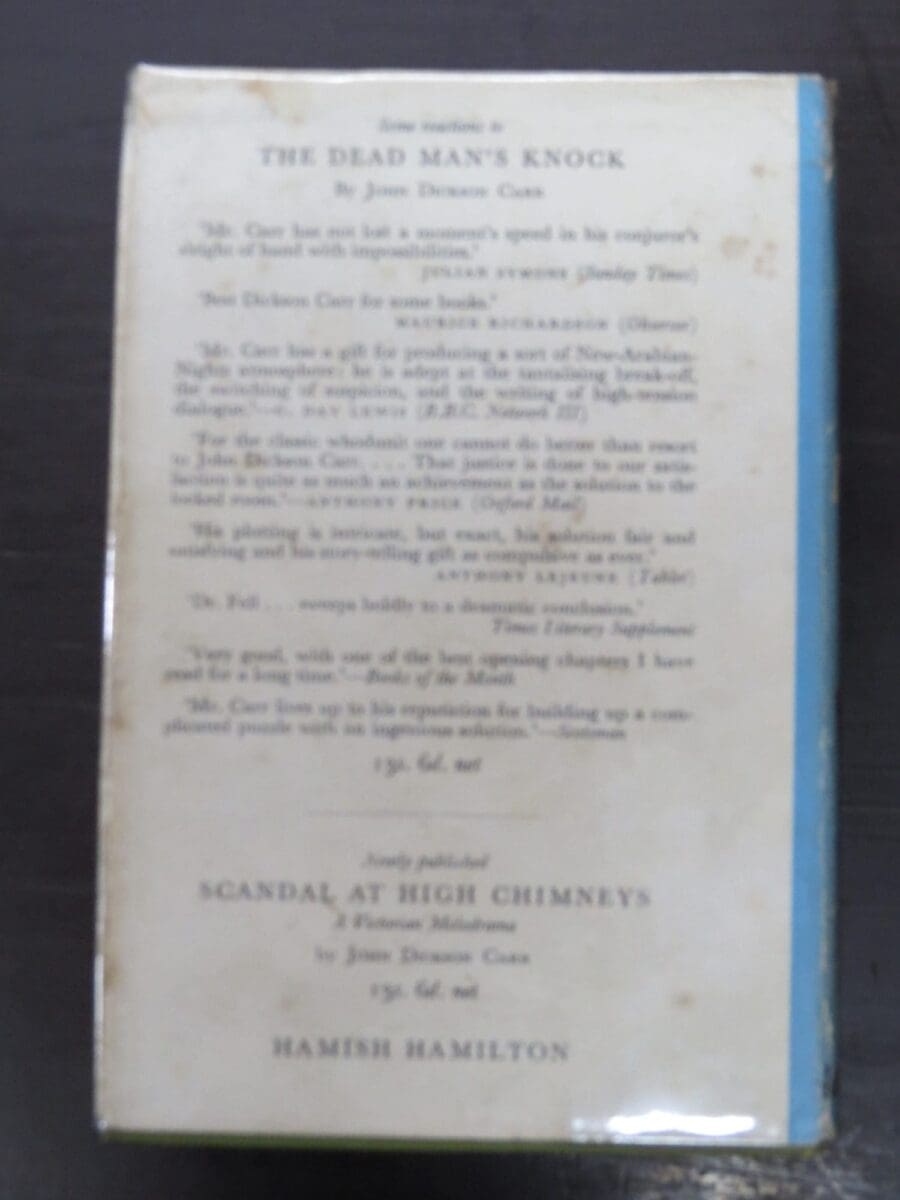 Some reactions to
THE DEAD MAN'S KNOCK
By JOHN DICKSON CARR
'Mr. Carr has not lost a moment's speed in his conjuror's
sleight of hand with impossibilities.'
JULIAN SYMONS (Sunday Times)
'Best Dickson Carr for some books.'
MAURICE RICHARDSON (Observer)
'Mr. Carr has a gift for producing a sort of New-Arabian-
Nights atmosphere: he is adept at the tantalising break-off,
the switching of suspicion, and the writing of high-tension
dialogue.'—C. DAY LEWIS (B.B.C. Network III)
'For the classic whodunit one cannot do better than resort
to John Dickson Carr. . . . That justice is done to our satis-
faction is quite as much an achievement as the solution to the
locked room.'—ANTHONY PRICE (Oxford Mail)
'His plotting is intricate, but exact, his solution fair and
satisfying and his story-telling gift as compulsive as ever.'
ANTHONY LEJEUNE (Tablet)
'Dr. Fell . . . sweeps boldly to a dramatic conclusion.'
Times Literary Supplement
'Very good, with one of the best opening chapters I have
read for a long time.'—Books of the Month
'Mr. Carr lives up to his reputation for building up a com-
plicated puzzle with an ingenious solution.'—Scotsman
13s. 6d. net
Newly published
SCANDAL AT HIGH CHIMNEYS
A Victorian Melodrama
by JOHN DICKSON CARR
13s. 6d. net
HAMISH HAMILTON